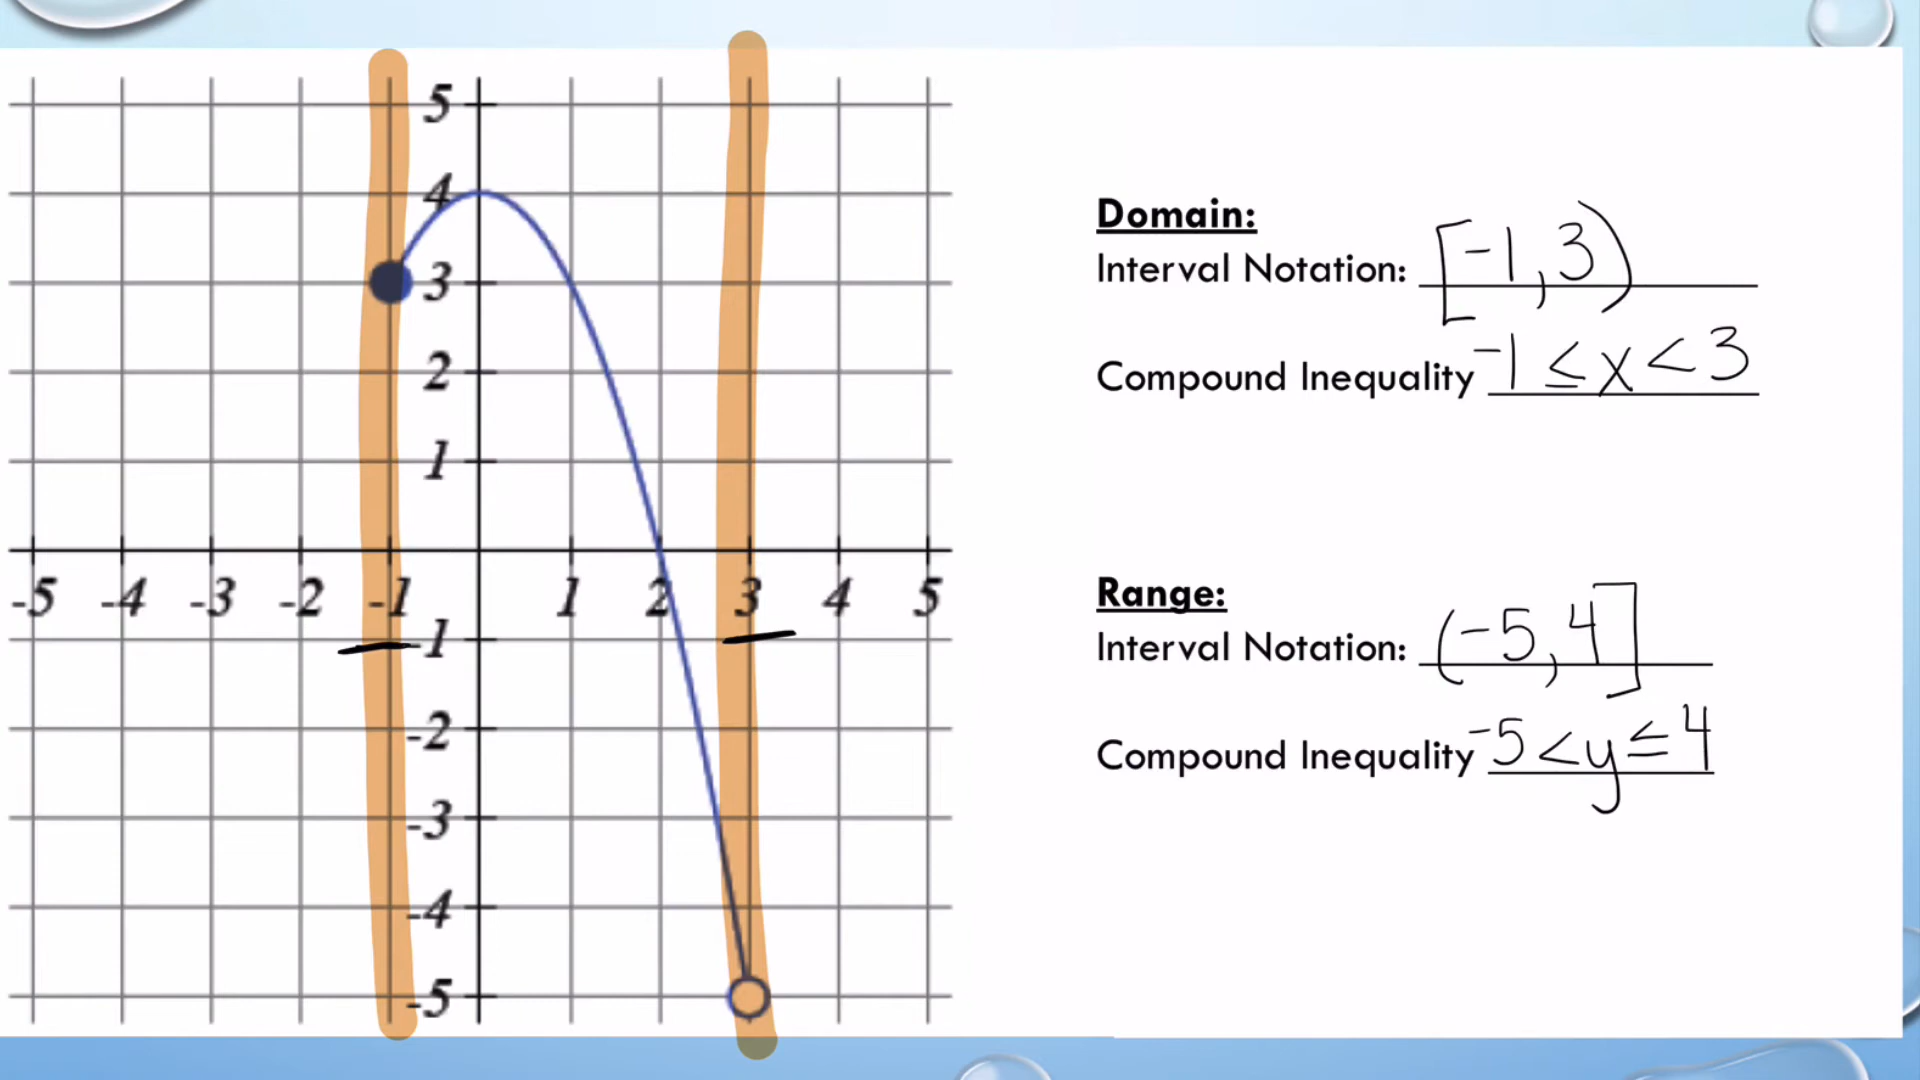 5
4
3
2
1
-5 -4 -3 -2 -1 1 2 3 4 5
-1
-2
-3
-4
-5
Domain:
Interval Notation: [-1,3)
Compound Inequality -1 ≤ x < 3
Range:
Interval Notation: (-5,4]
Compound Inequality -5 < y ≤ 4